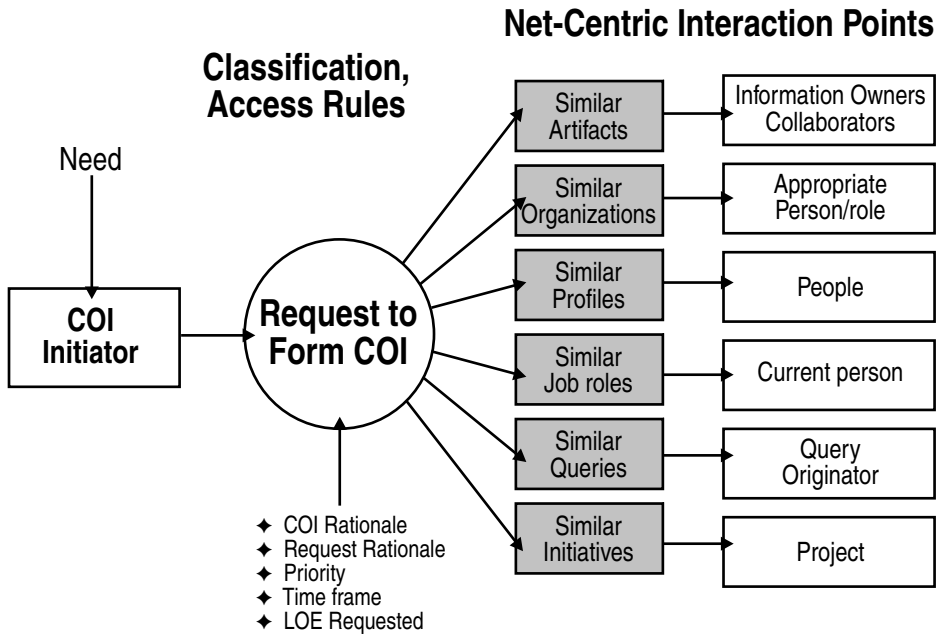 Net-Centric Interaction Points
Classification,
Access Rules
Need
COI
Initiator
Request to
Form COI
✦ COI Rationale
✦ Request Rationale
✦ Priority
✦ Time frame
✦ LOE Requested
Similar
Artifacts
Information Owners
Collaborators
Similar
Organizations
Appropriate
Person/role
Similar
Profiles
People
Similar
Job roles
Current person
Similar
Queries
Query
Originator
Similar
Initiatives
Project